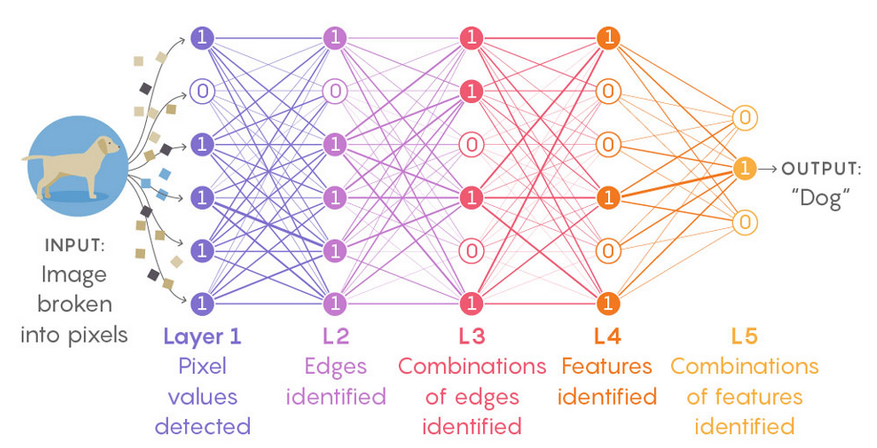 1 1 1 1
0 0 1 0
0
1 1 0 0
1
OUTPUT:
“Dog”
1 1 1 1
0
1 1 0 0
1 1 1 1
INPUT:
Image
broken
into pixels
Layer 1
Pixel
values
detected
L2
Edges
identified
L3
Combinations
of edges
identified
L4
Features
identified
L5
Combinations
of features
identified